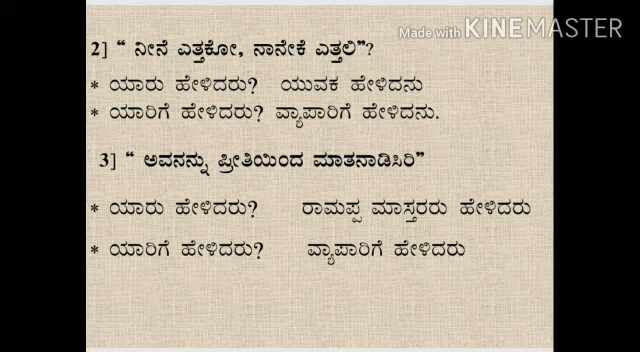 Made with KINEMASTER
2] “ ನೀನೆ ಎತ್ತಕೋ, ನಾನೇಕೆ ಎತ್ತಲಿ”?
* ಯಾರು ಹೇಳಿದರು? ಯುವಕ ಹೇಳಿದನು
* ಯಾರಿಗೆ ಹೇಳಿದರು? ವ್ಯಾಪಾರಿಗೆ ಹೇಳಿದನು.
3] “ ಅವನನ್ನು ಪ್ರೀತಿಯಿಂದ ಮಾತನಾಡಿಸಿರಿ”
* ಯಾರು ಹೇಳಿದರು? ರಾಮಪ್ಪ ಮಾಸ್ತರರು ಹೇಳಿದರು
* ಯಾರಿಗೆ ಹೇಳಿದರು? ವ್ಯಾಪಾರಿಗೆ ಹೇಳಿದರು